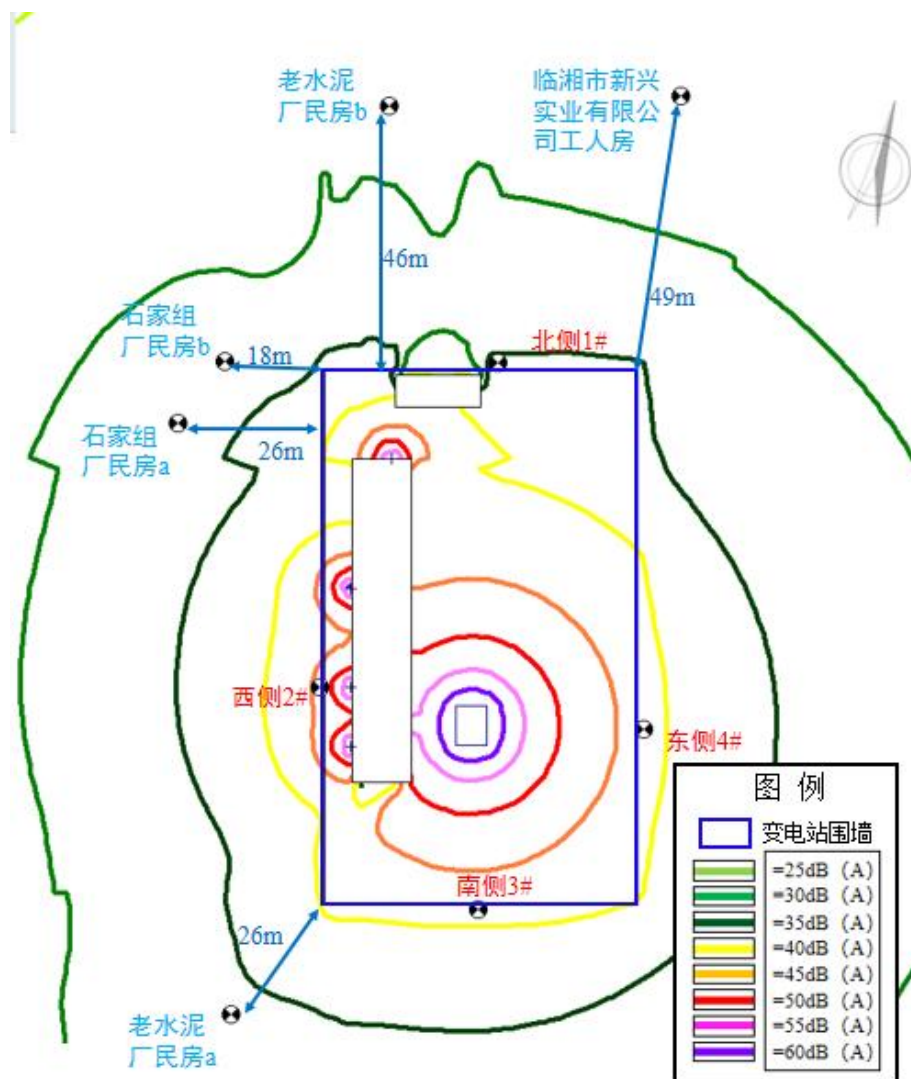 老水泥
厂民房b
临湘市新兴
实业有限公
司工人房
46m
49m
石家组
厂民房b
18m
北侧1#
石家组
厂民房a
26m
西侧2#
东侧4#
南侧3#
26m
老水泥
厂民房a
图 例
变电站围墙
=25dB (A)
=30dB (A)
=35dB (A)
=40dB (A)
=45dB (A)
=50dB (A)
=55dB (A)
=60dB (A)